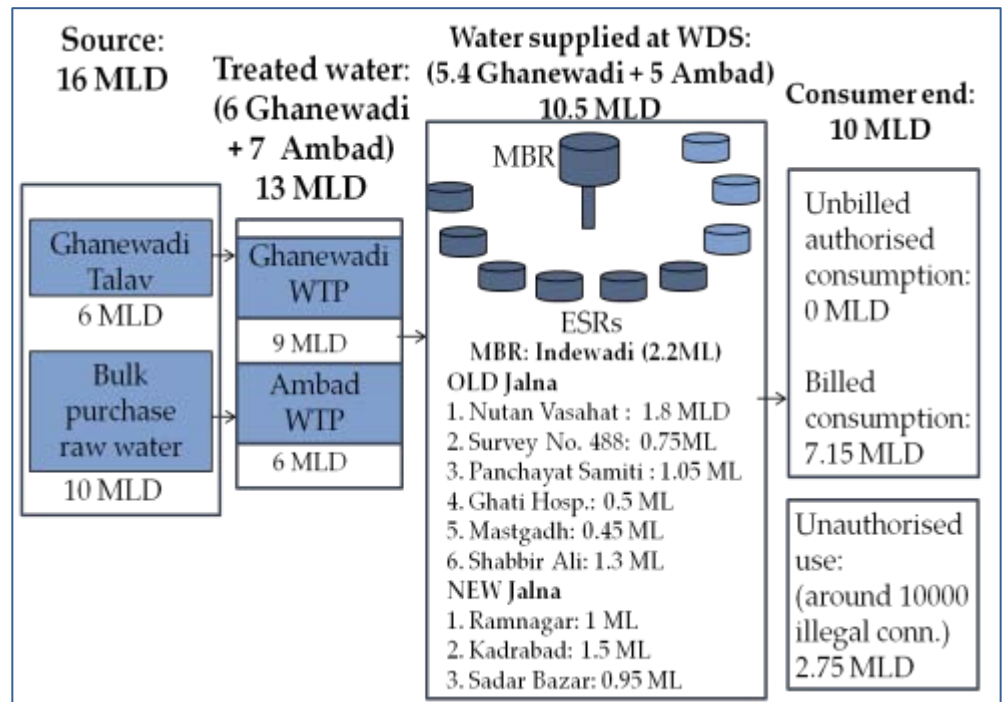 Source:
16 MLD
Treated water:
(6 Ghanewadi
+ 7 Ambad)
13 MLD
Water supplied at WDS:
(5.4 Ghanewadi + 5 Ambad)
10.5 MLD
Consumer end:
10 MLD
Ghanewadi
Talav
6 MLD
Bulk
purchase
raw water
10 MLD
Ghanewadi
WTP
9 MLD
Ambad
WTP
6 MLD
MBR
ESRs
MBR: Indewadi (2.2ML)
OLD Jalna
1. Nutan Vasahat : 1.8 MLD
2. Survey No. 488: 0.75ML
3. Panchayat Samiti : 1.05 ML
4. Ghati Hosp.: 0.5 ML
5. Mastgadh: 0.45 ML
6. Shabbir Ali: 1.3 ML
NEW Jalna
1. Ramnagar: 1 ML
2. Kadrabad: 1.5 ML
3. Sadar Bazar: 0.95 ML
Unbilled
authorised
consumption:
0 MLD
Billed
consumption:
7.15 MLD
Unauthorised
use:
(around 10000
illegal conn.)
2.75 MLD